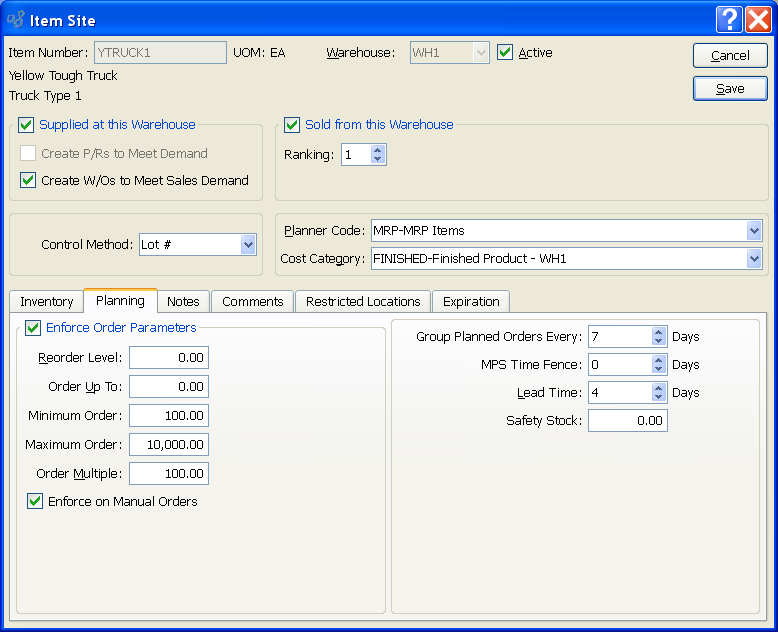 Item Site
Item Number: YTRUCK1 UOM: EA Warehouse: WH1 Active
Cancel
Yellow Tough Truck
Truck Type 1
Save
Supplied at this Warehouse
Create P/Rs to Meet Demand
Create W/Os to Meet Sales Demand
Sold from this Warehouse
Ranking: 1
Control Method: Lot #
Planner Code: MRP-MRP Items
Cost Category: FINISHED-Finished Product - WH1
Inventory Planning Notes Comments Restricted Locations Expiration
Enforce Order Parameters
Reorder Level: 0.00
Order Up To: 0.00
Minimum Order: 100.00
Maximum Order: 10,000.00
Order Multiple: 100.00
Enforce on Manual Orders
Group Planned Orders Every: 7 Days
MPS Time Fence: 0 Days
Lead Time: 4 Days
Safety Stock: 0.00